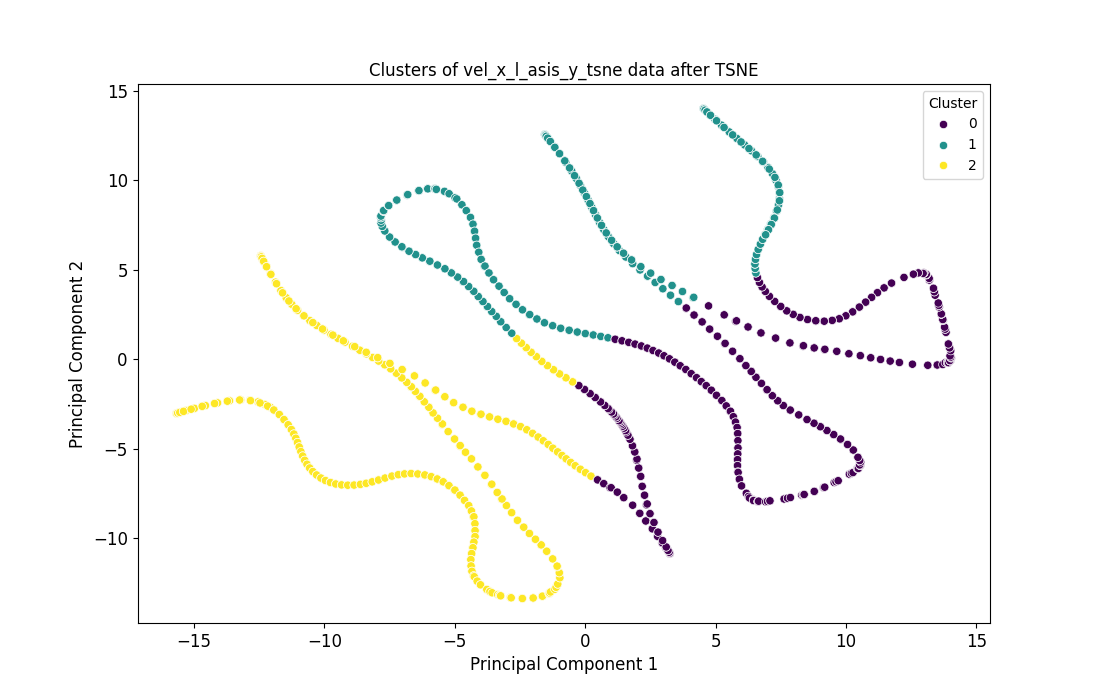 Clusters of vel_x_l_asis_y_tsne data after TSNE
Cluster
0
1
2
15
10
5
0
−5
−10
Principal Component 2
−15 −10 −5 0 5 10 15
Principal Component 1